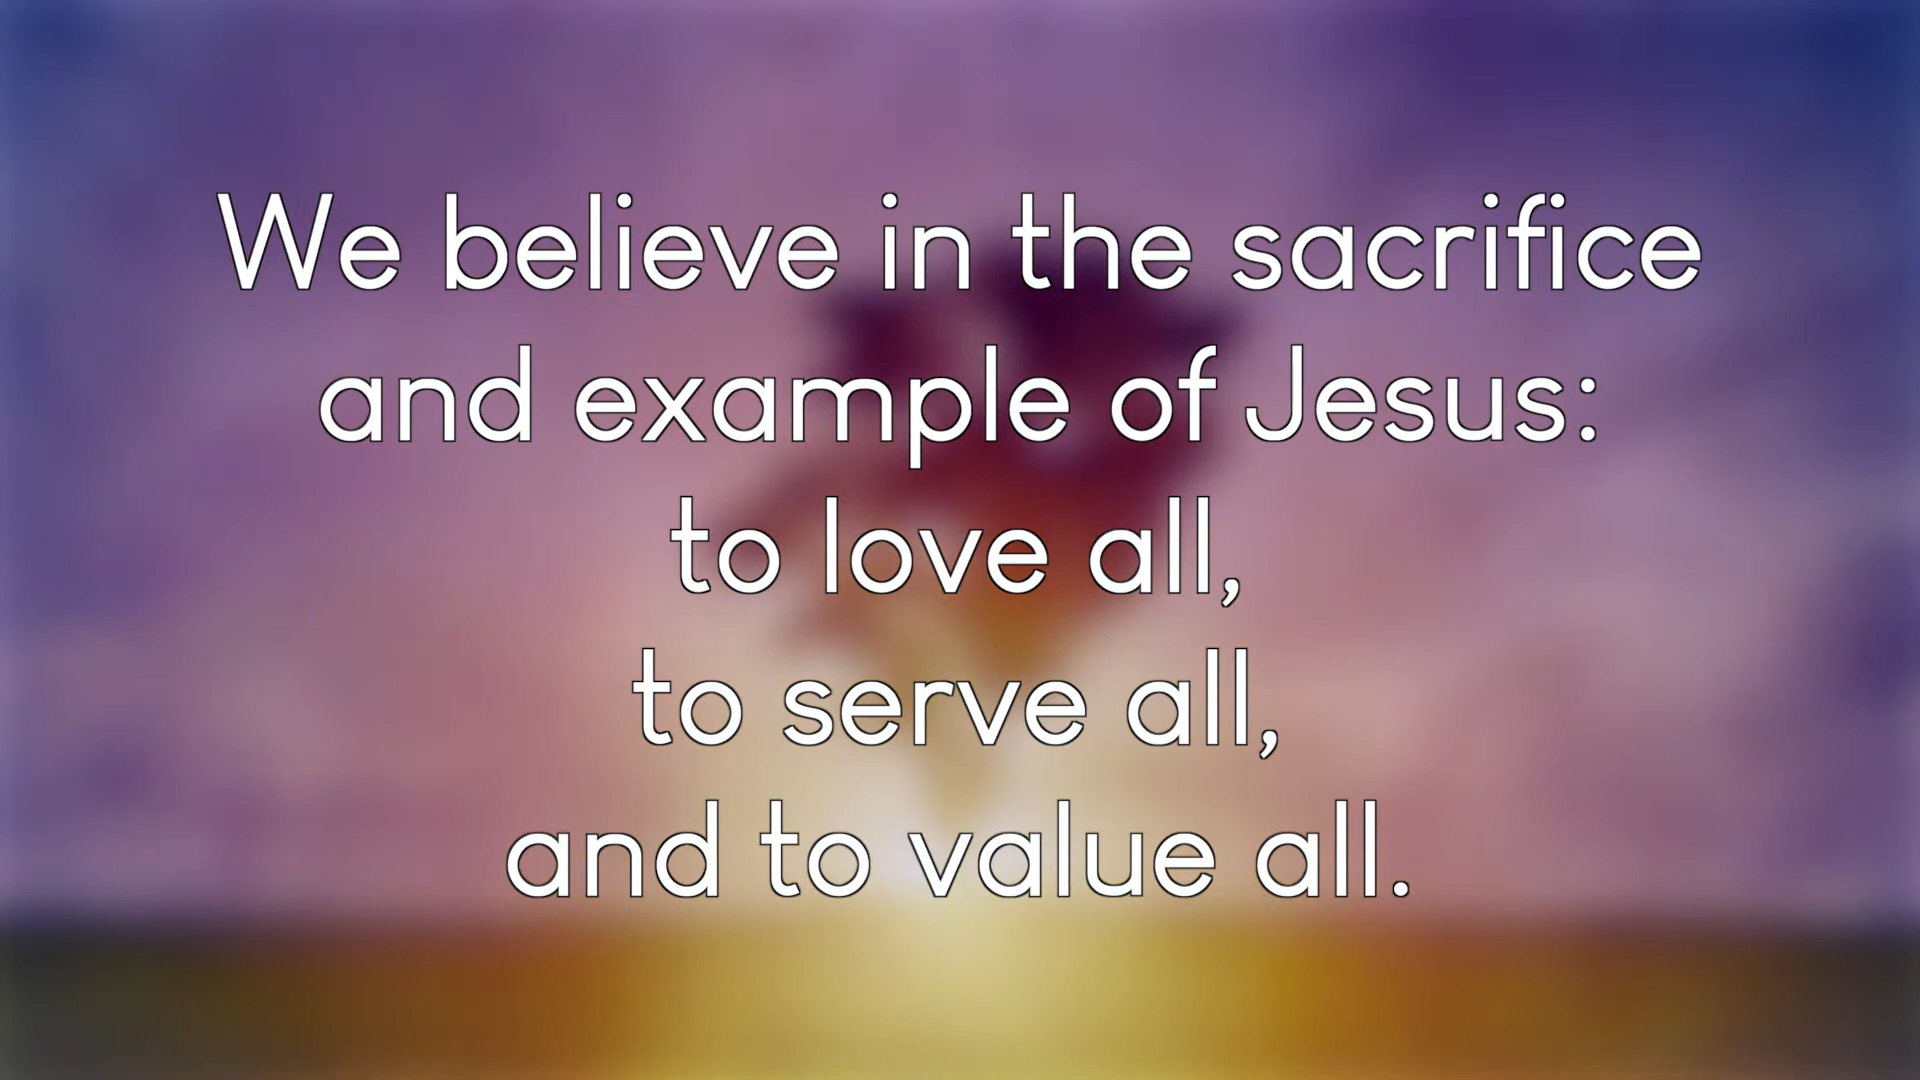 We believe in the sacrifice
and example of Jesus:
to love all,
to serve all,
and to value all.